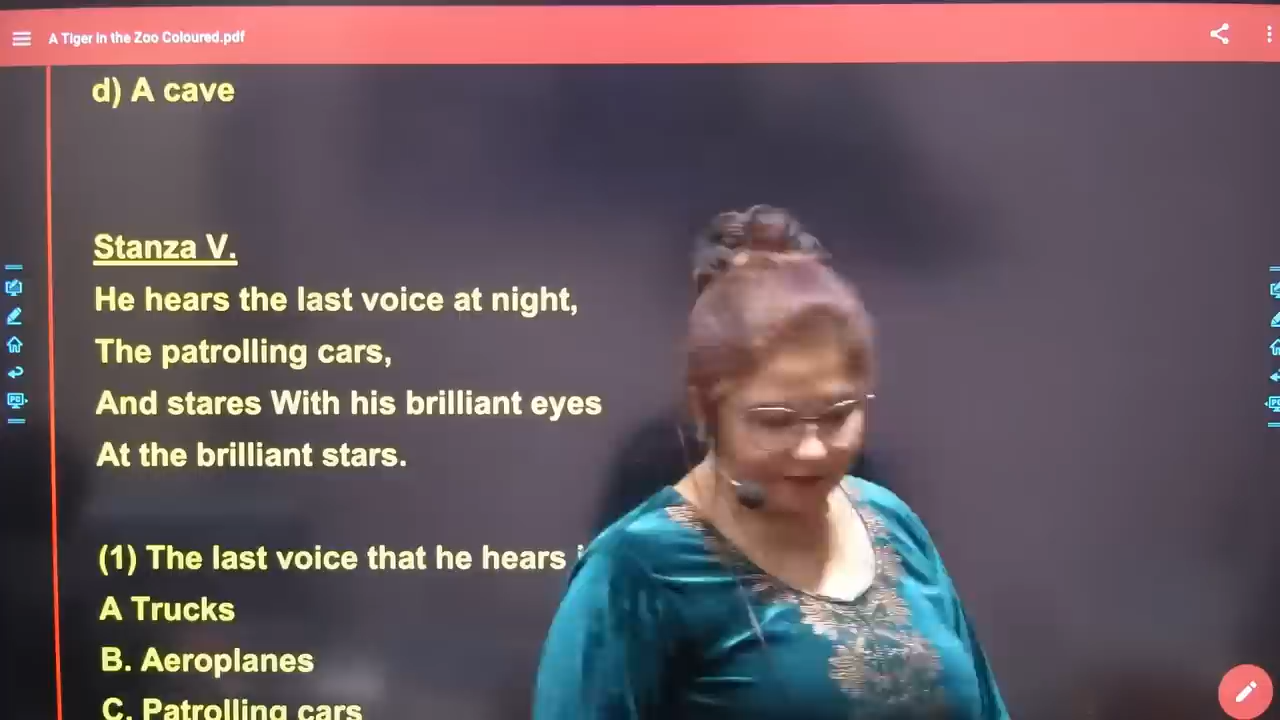 A Tiger in the Zoo Coloured.pdf
d) A cave
Stanza V.
He hears the last voice at night,
The patrolling cars,
And stares With his brilliant eyes
At the brilliant stars.
(1) The last voice that he hears
A Trucks
B. Aeroplanes
C. Patrolling cars